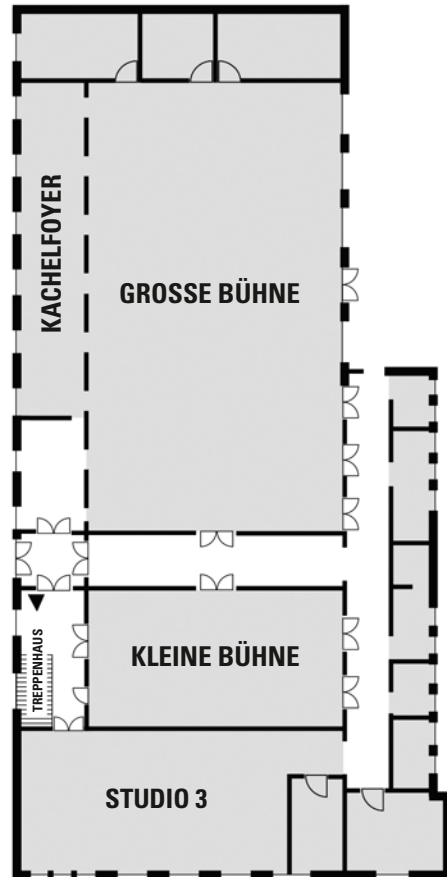 KACHELFOYER
GROSSE BÜHNE
TREPPENHAUS
KLEINE BÜHNE
STUDIO 3